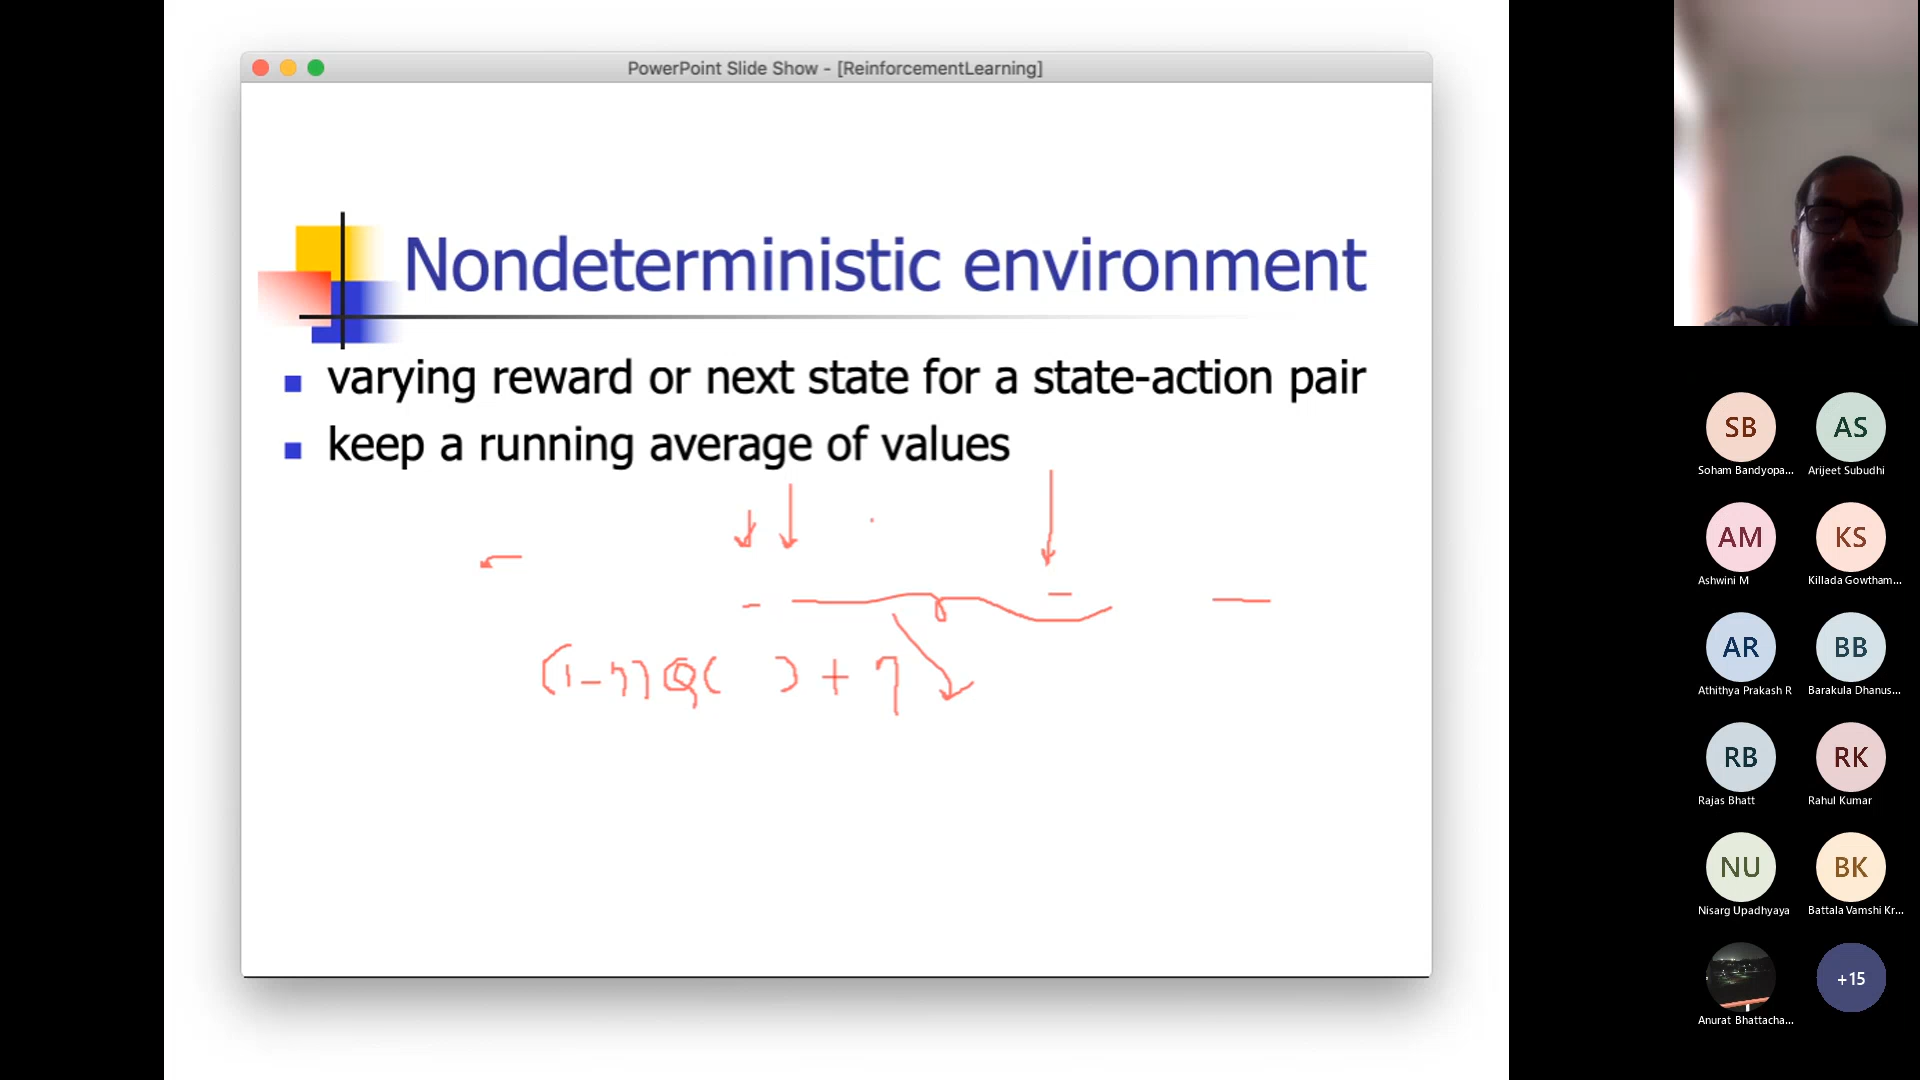 PowerPoint Slide Show - [ReinforcementLearning]
Nondeterministic environment
varying reward or next state for a state-action pair
keep a running average of values
(1-η) Q( ) + η
SB
AS
Soham Bandyopa...
Arijeet Subudhi
AM
KS
Ashwini M
Killada Gowtham...
AR
BB
Athithya Prakash R
Barakula Dhanus...
RB
RK
Rajas Bhatt
Rahul Kumar
NU
BK
Nisarg Upadhyaya
Battala Vamshi Kr...
+15
Anurat Bhattacha...